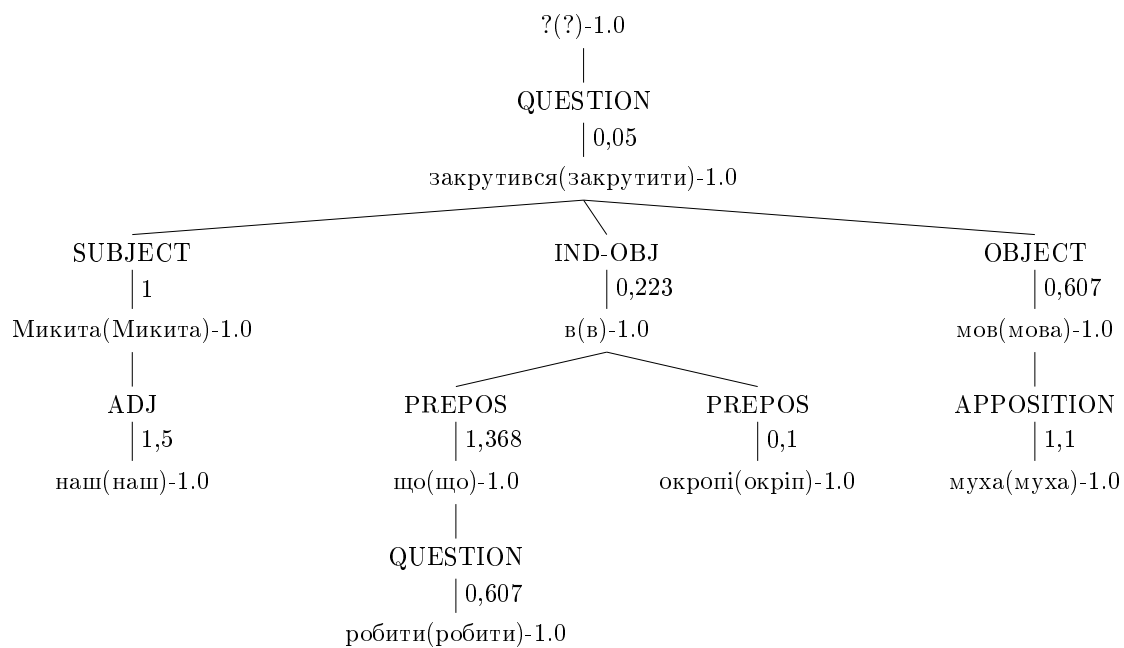 ?(?)-1.0
QUESTION
0,05
закрутився(закрутити)-1.0
SUBJECT IND-OBJ OBJECT
1 0,223 0,607
Микита(Микита)-1.0 в(в)-1.0 мов(мова)-1.0
ADJ PREPOS PREPOS APPOSITION
1,5 1,368 0,1 1,1
наш(наш)-1.0 що(що)-1.0 окропі(окріп)-1.0 муха(муха)-1.0
QUESTION
0,607
робити(робити)-1.0